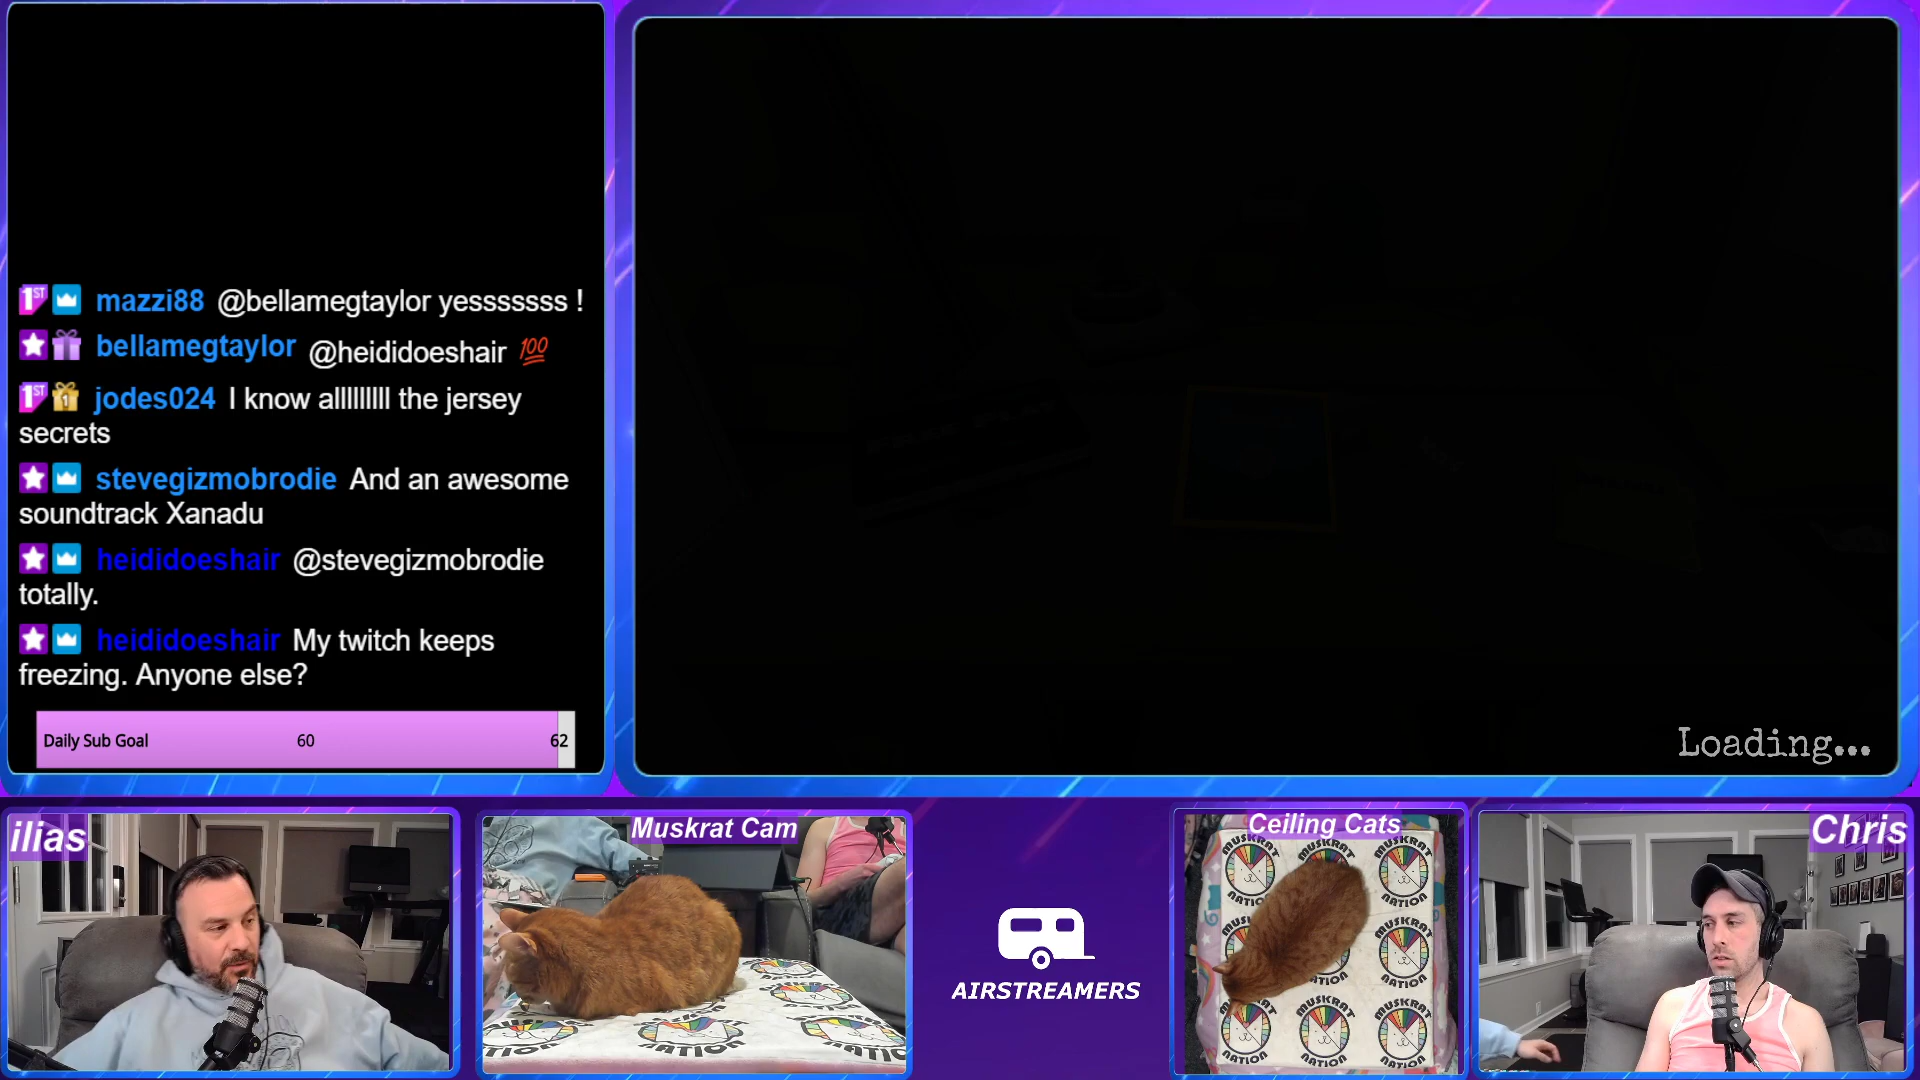 mazzi88 @bellamegtaylor yesssssss !
bellamegtaylor @heididoeshair 💯
jodes024 I know alllllllll the jersey
secrets
stevegizmobrodie And an awesome
soundtrack Xanadu
heididoeshair @stevegizmobrodie
totally.
heididoeshair My twitch keeps
freezing. Anyone else?
Daily Sub Goal 60 62
Loading...
ilias
Muskrat Cam
AIRSTREAMERS
Ceiling Cats
MUSKRAT
NATION
Chris